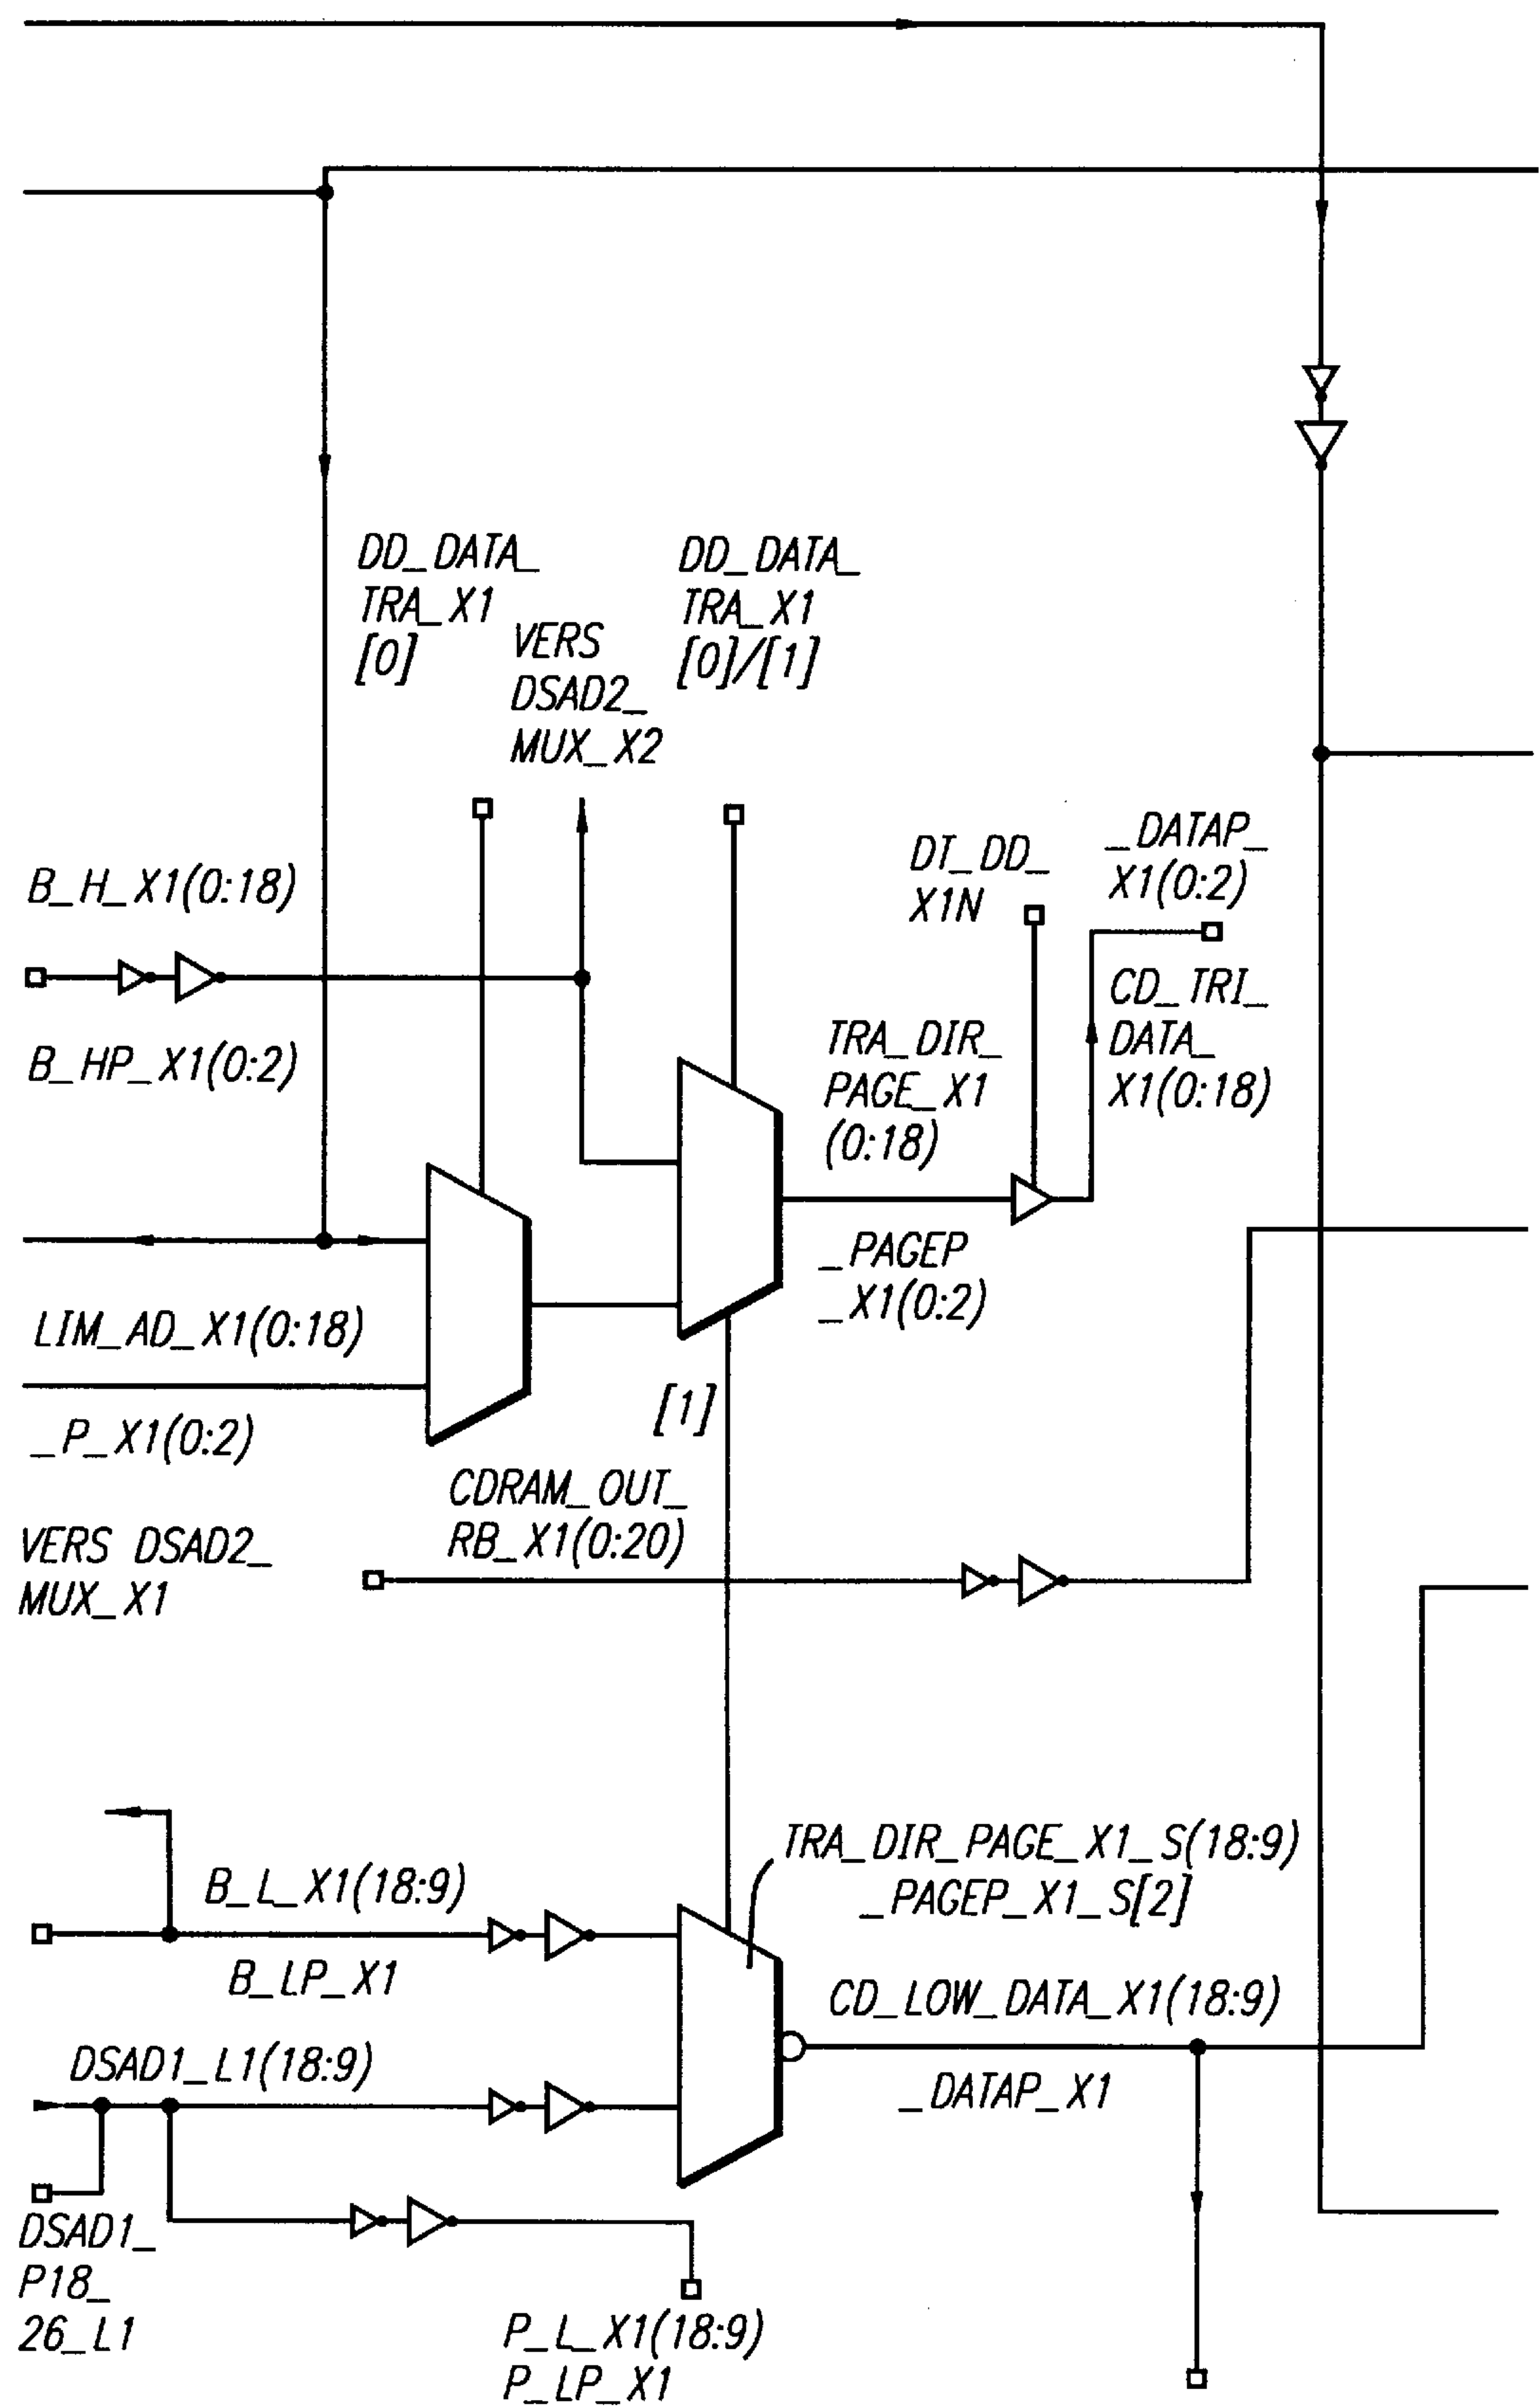 DD_DATA_
TRA_X1
[0]
VERS
DSAD2_
MUX_X2
DD_DATA_
TRA_X1
[0]/[1]
B_H_X1(0:18)
B_HP_X1(0:2)
DT_DD_
X1N
_DATAP_
X1(0:2)
CD_TRI_
DATA_
X1(0:18)
TRA_DIR_
PAGE_X1
(0:18)
_PAGEP
_X1(0:2)
LIM_AD_X1(0:18)
_P_X1(0:2)
[1]
CDRAM_OUT_
RB_X1(0:20)
VERS DSAD2_
MUX_X1
TRA_DIR_PAGE_X1_S(18:9)
_PAGEP_X1_S[2]
B_L_X1(18:9)
B_LP_X1
CD_LOW_DATA_X1(18:9)
_DATAP_X1
DSAD1_L1(18:9)
DSAD1_
P18_
26_L1
P_L_X1(18:9)
P_LP_X1